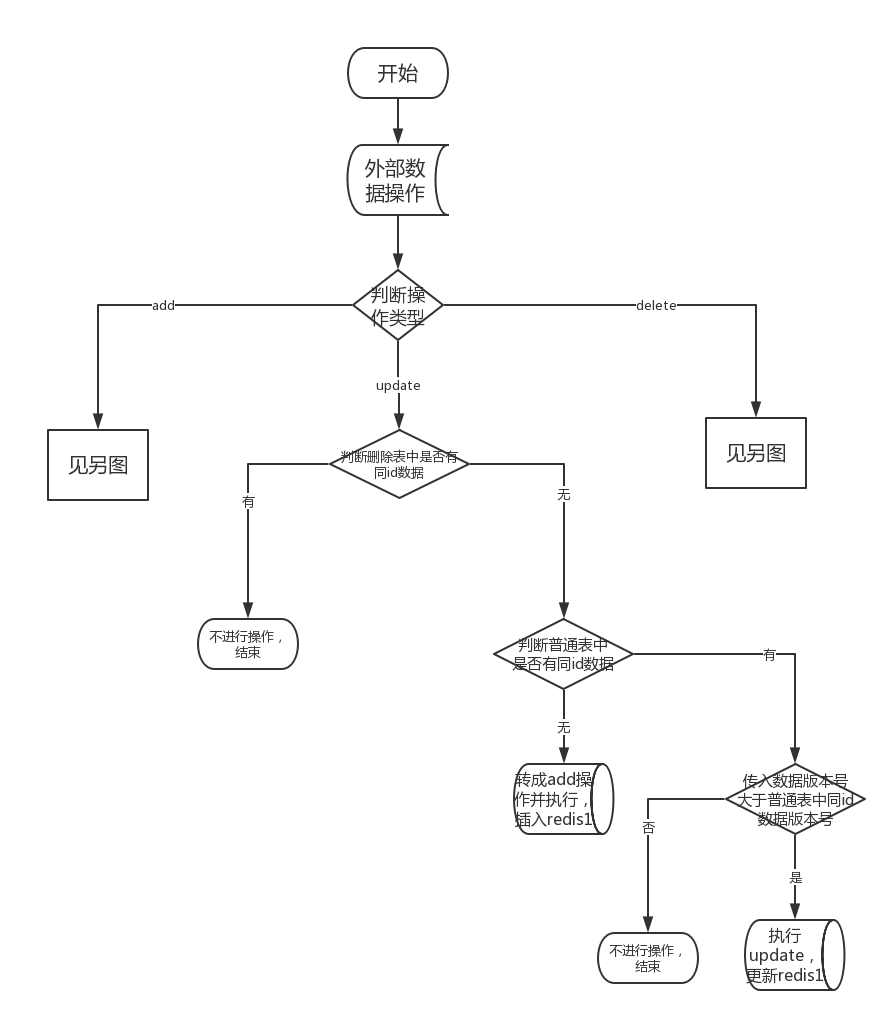 开始
外部数
据操作
判断操
作类型
add
delete
update
见另图
见另图
判断删除表中是否有
同id数据
有
无
不进行操作，
结束
判断普通表中
是否有同id数据
有
无
转成add操
作并执行，
插入redis1
传入数据版本号
大于普通表中同id
数据版本号
否
是
不进行操作，
结束
执行
update，
更新redis1